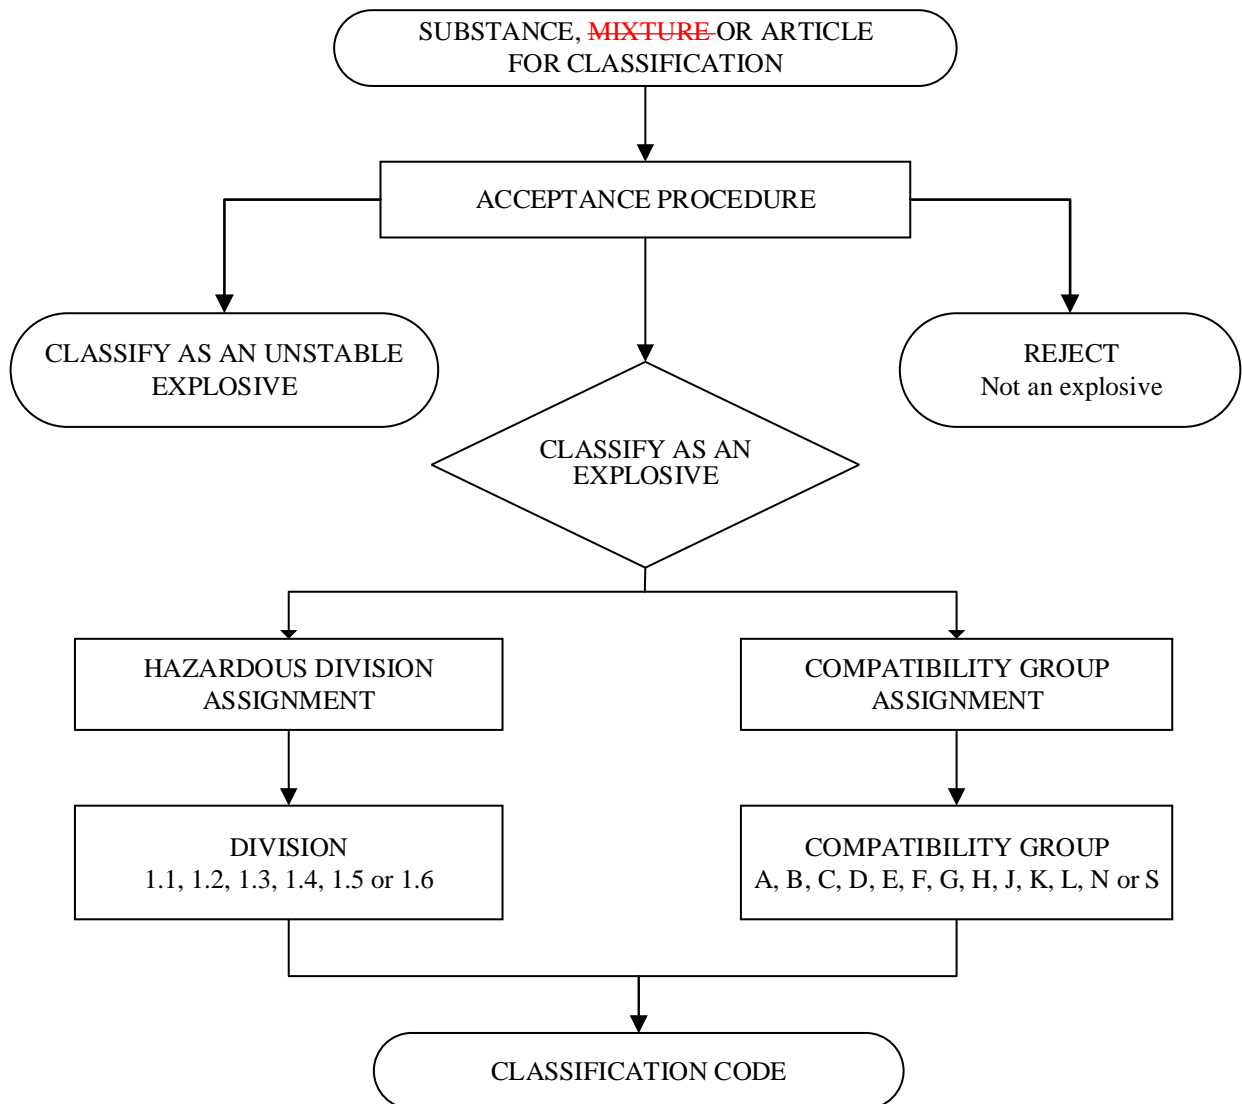 SUBSTANCE, MIXTURE OR ARTICLE
FOR CLASSIFICATION
ACCEPTANCE PROCEDURE
CLASSIFY AS AN UNSTABLE
EXPLOSIVE
REJECT
Not an explosive
CLASSIFY AS AN
EXPLOSIVE
HAZARDOUS DIVISION
ASSIGNMENT
COMPATIBILITY GROUP
ASSIGNMENT
DIVISION
1.1, 1.2, 1.3, 1.4, 1.5 or 1.6
COMPATIBILITY GROUP
A, B, C, D, E, F, G, H, J, K, L, N or S
CLASSIFICATION CODE